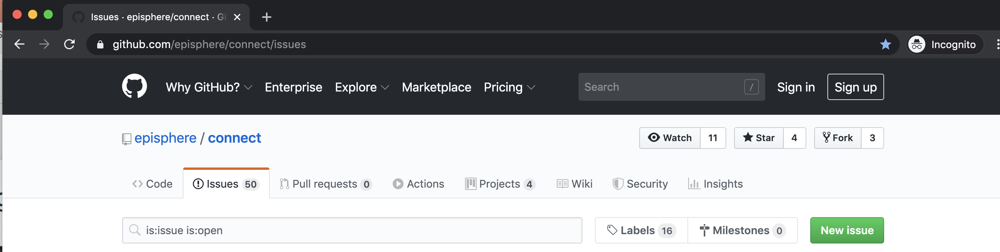 Issues · episphere/connect · Gi
github.com/episphere/connect/issues
Incognito
Why GitHub? Enterprise Explore Marketplace Pricing Search / Sign in Sign up
episphere / connect Watch 11 Star 4 Fork 3
Code Issues 50 Pull requests 0 Actions Projects 4 Wiki Security Insights
is:issue is:open Labels 16 Milestones 0 New issue